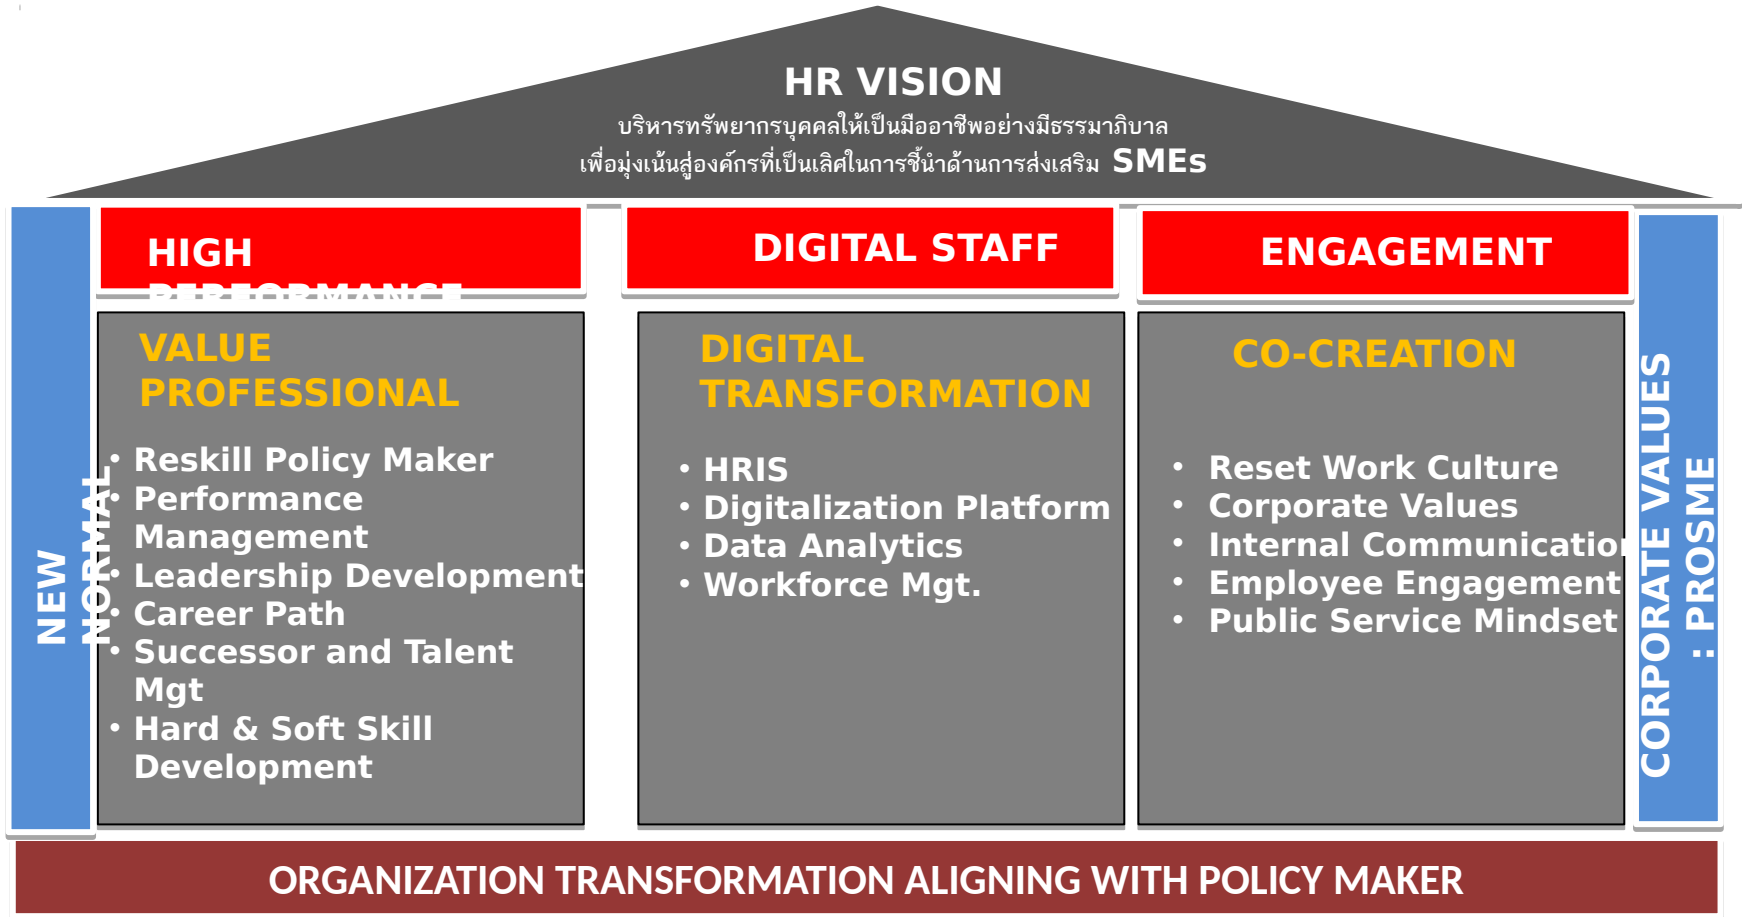 HR VISION
บริหารทรัพยากรบุคคลให้เป็นมืออาชีพอย่างมีธรรมาภิบาล
เพื่อมุ่งเน้นสู่องค์กรที่เป็นเลิศในการชี้นำด้านการส่งเสริม SMEs
NEW
NORMAL
HIGH
PERFORMANCE
VALUE
PROFESSIONAL
• Reskill Policy Maker
• Performance
Management
• Leadership Development
• Career Path
• Successor and Talent
Mgt
• Hard & Soft Skill
Development
DIGITAL STAFF
DIGITAL
TRANSFORMATION
• HRIS
• Digitalization Platform
• Data Analytics
• Workforce Mgt.
ENGAGEMENT
CO-CREATION
• Reset Work Culture
• Corporate Values
• Internal Communication
• Employee Engagement
• Public Service Mindset
CORPORATE VALUES
: PROSME
ORGANIZATION TRANSFORMATION ALIGNING WITH POLICY MAKER